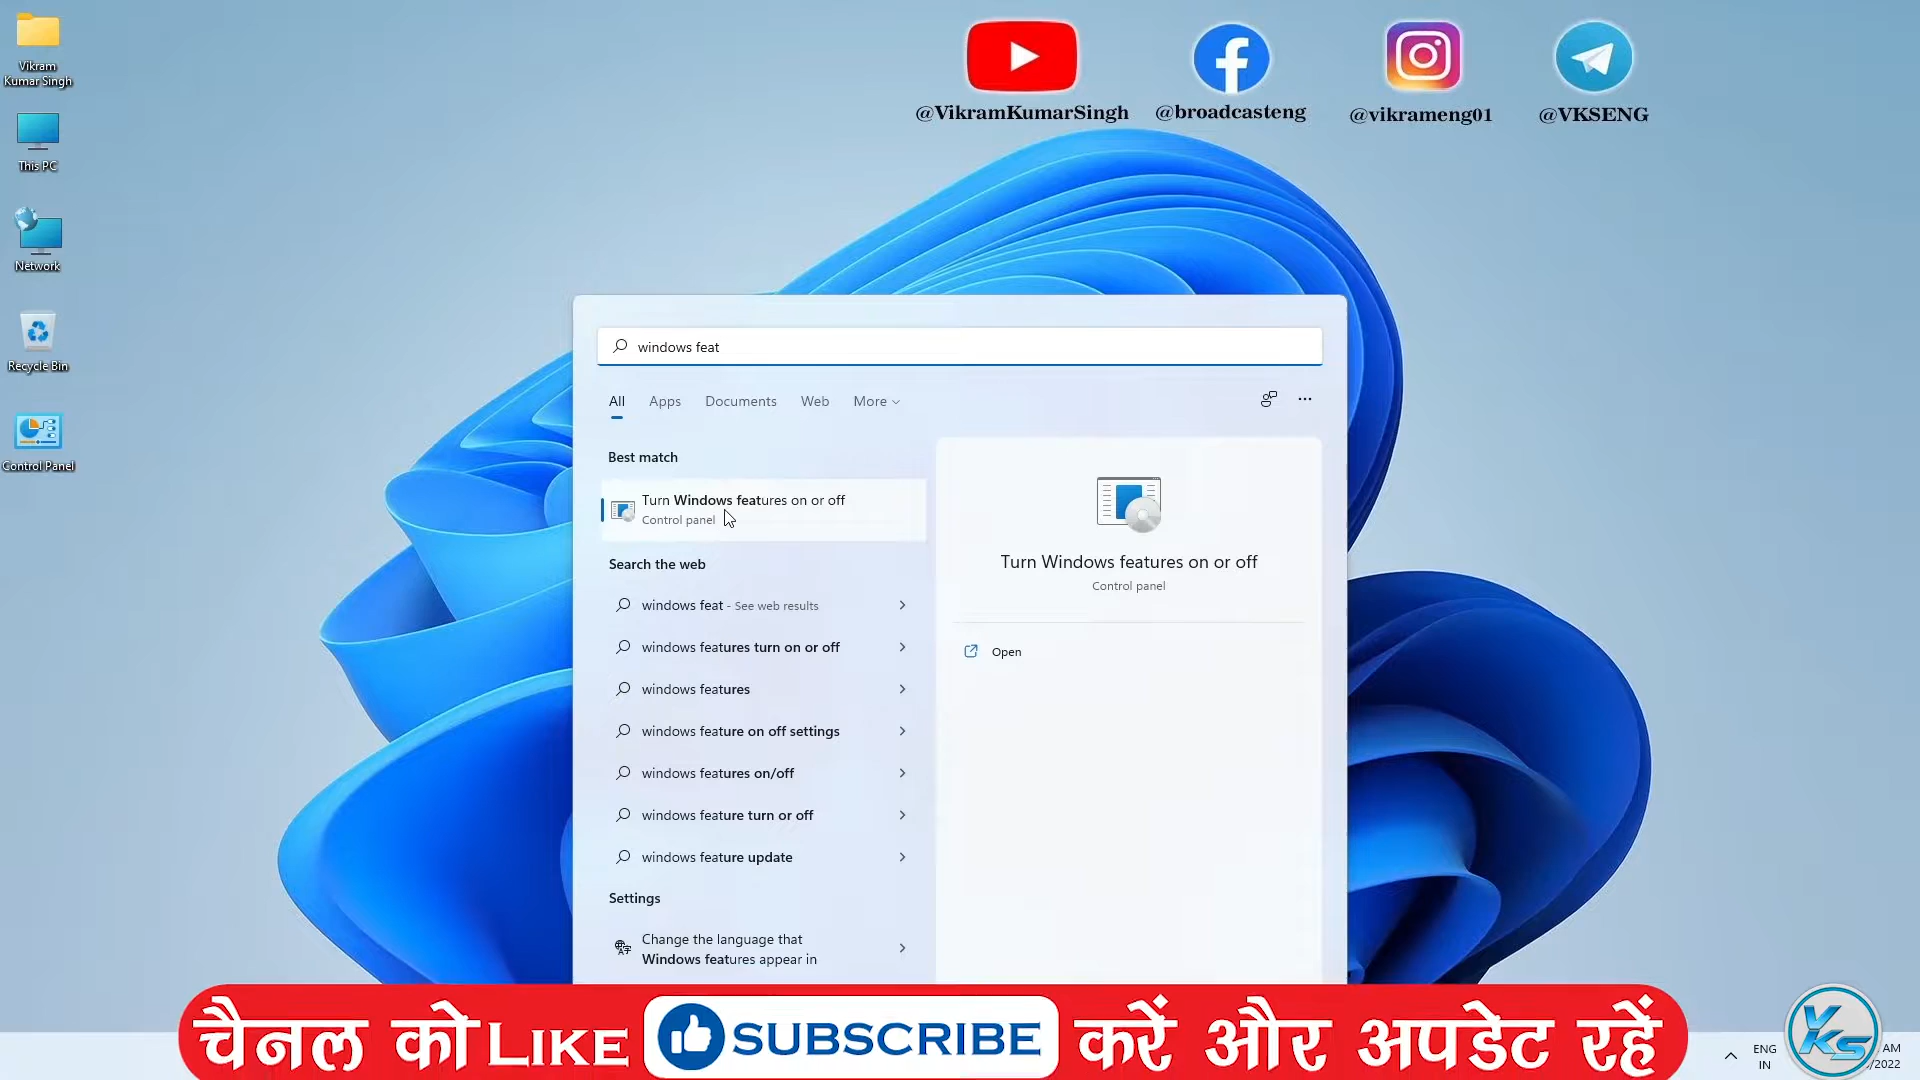 Vikram
Kumar Singh
This PC
Network
Recycle Bin
Control Panel
@VikramKumarSingh
@broadcasteng
@vikrameng01
@VKSENG
windows feat
All
Apps
Documents
Web
More
Best match
Turn Windows features on or off
Control panel
Search the web
windows feat - See web results
windows features turn on or off
windows features
windows feature on off settings
windows features on/off
windows feature turn or off
windows feature update
Settings
Change the language that
Windows features appear in
Turn Windows features on or off
Control panel
Open
चैनल को LIKE SUBSCRIBE करें और अपडेट रहें
ENG
IN
VKS
AM
/2022